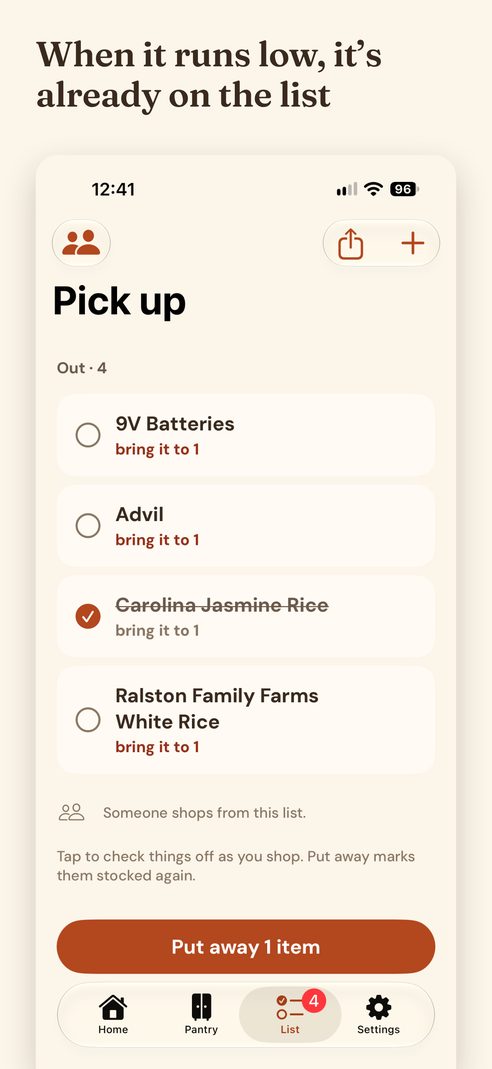 When it runs low, it’s
already on the list
12:41
96
Pick up
Out · 4
9V Batteries
bring it to 1
Advil
bring it to 1
Carolina Jasmine Rice
bring it to 1
Ralston Family Farms
White Rice
bring it to 1
Someone shops from this list.
Tap to check things off as you shop. Put away marks
them stocked again.
Put away 1 item
4
Home
Pantry
List
Settings